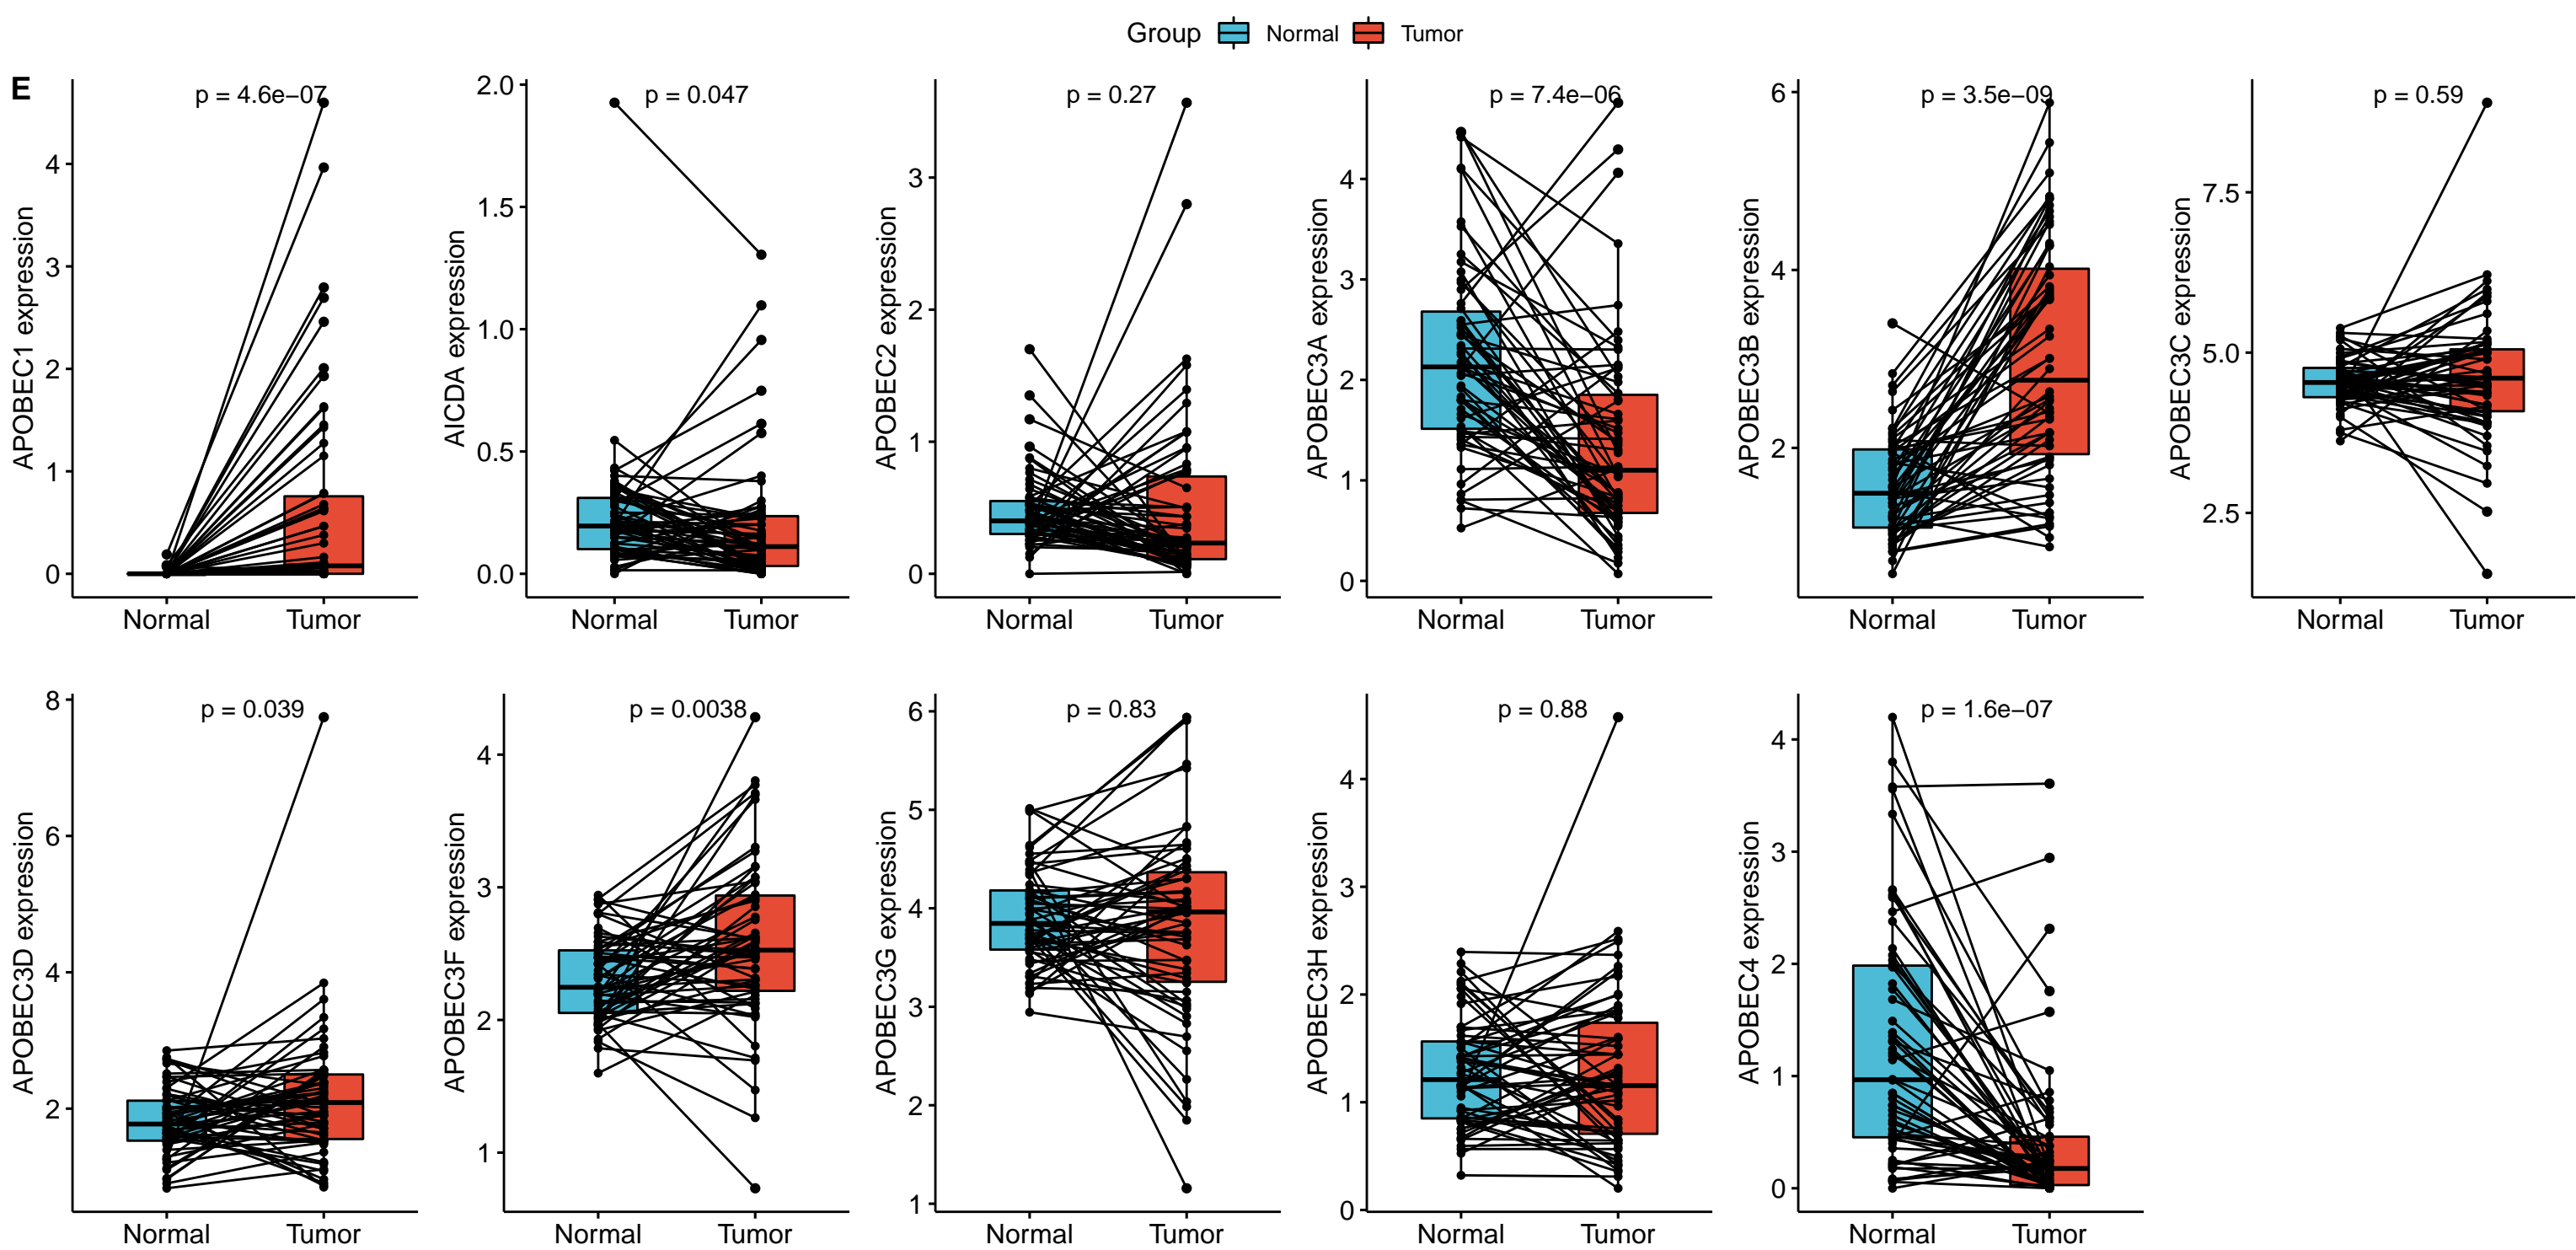 Group Normal Tumor
E
p = 4.6e−07
APOBEC1 expression
4
3
2
1
0
Normal Tumor
p = 0.047
AICDA expression
2.0
1.5
1.0
0.5
0.0
Normal Tumor
p = 0.27
APOBEC2 expression
3
2
1
0
Normal Tumor
p = 7.4e−06
APOBEC3A expression
4
3
2
1
0
Normal Tumor
p = 3.5e−09
APOBEC3B expression
6
4
2
Normal Tumor
p = 0.59
APOBEC3C expression
7.5
5.0
2.5
Normal Tumor
p = 0.039
APOBEC3D expression
8
6
4
2
Normal Tumor
p = 0.0038
APOBEC3F expression
4
3
2
1
Normal Tumor
p = 0.83
APOBEC3G expression
6
5
4
3
2
1
Normal Tumor
p = 0.88
APOBEC3H expression
4
3
2
1
0
Normal Tumor
p = 1.6e−07
APOBEC4 expression
4
3
2
1
0
Normal Tumor